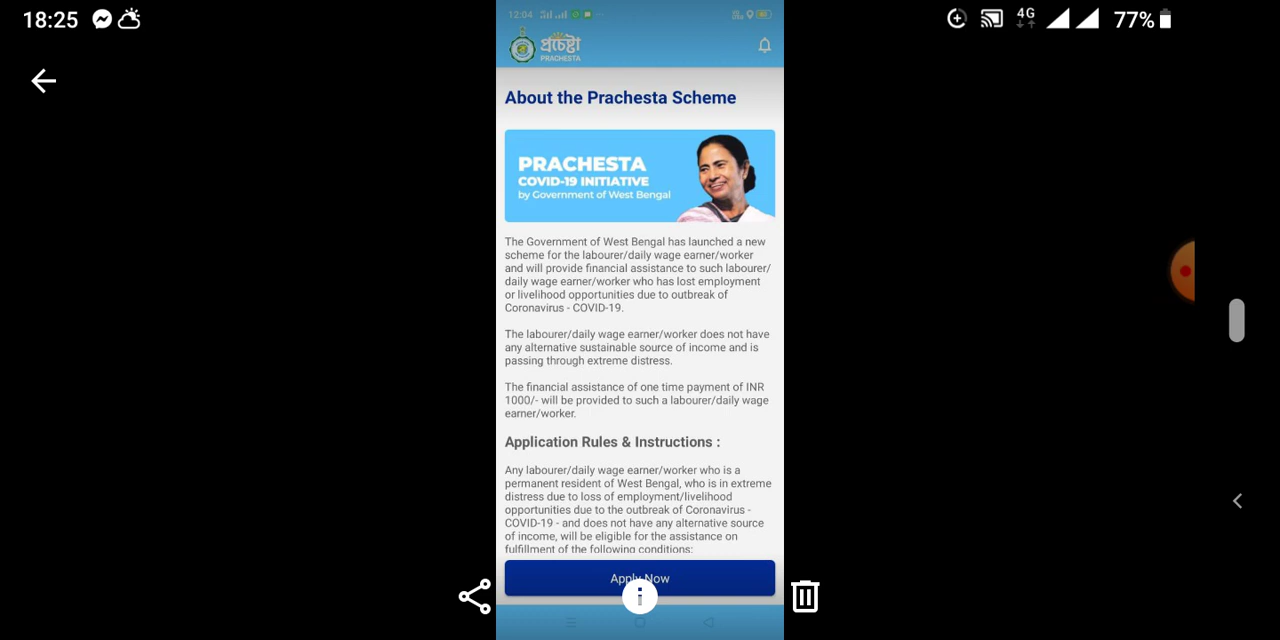 18:25
4G
77%
12:04
প্রচেষ্টা
PRACHESTA
About the Prachesta Scheme
PRACHESTA
COVID-19 INITIATIVE
by Government of West Bengal
The Government of West Bengal has launched a new
scheme for the labourer/daily wage earner/worker
and will provide financial assistance to such labourer/
daily wage earner/worker who has lost employment
or livelihood opportunities due to outbreak of
Coronavirus - COVID-19.
The labourer/daily wage earner/worker does not have
any alternative sustainable source of income and is
passing through extreme distress.
The financial assistance of one time payment of INR
1000/- will be provided to such a labourer/daily wage
earner/worker.
Application Rules & Instructions :
Any labourer/daily wage earner/worker who is a
permanent resident of West Bengal, who is in extreme
distress due to loss of employment/livelihood
opportunities due to the outbreak of Coronavirus -
COVID-19 - and does not have any alternative source
of income, will be eligible for the assistance on
fulfillment of the following conditions:
Apply Now